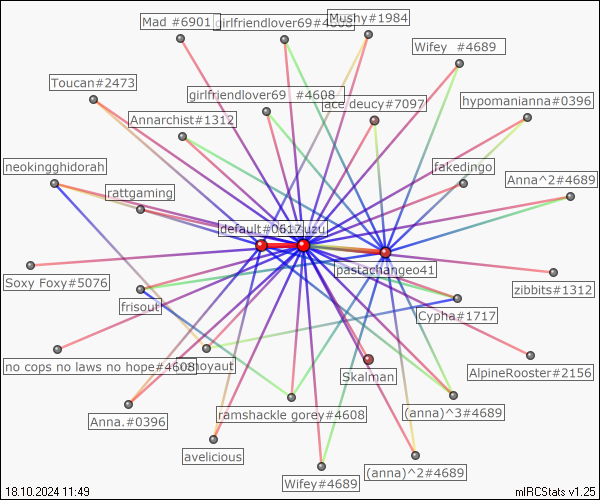 Mad #6901
girlfriendlover69#4608
Mushy#1984
Wifey #4689
Toucan#2473
girlfriendlover69 #4608
ace deucy#7097
hypomanianna#0396
Annarchist#1312
neokingghidorah
rattgaming
fakedingo
Anna^2#4689
default#0617
uzu
pastachangeo41
Soxy Foxy#5076
zibbits#1312
frisout
Cypha#1717
no cops no laws no hope#4608
Skalman
AlpineRooster#2156
Anna.#0396
ramshackle gorey#4608
(anna)^3#4689
avelicious
Wifey#4689
(anna)^2#4689
18.10.2024 11:49
mIRCStats v1.25